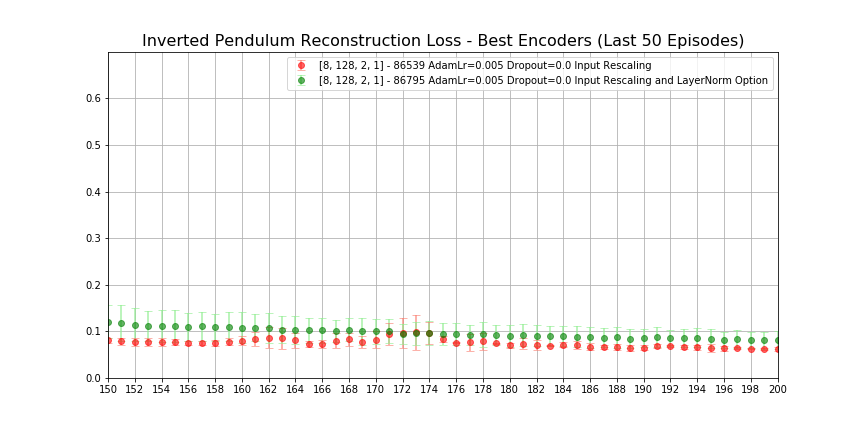 Inverted Pendulum Reconstruction Loss - Best Encoders (Last 50 Episodes)
[8, 128, 2, 1] - 86539 AdamLr=0.005 Dropout=0.0 Input Rescaling
[8, 128, 2, 1] - 86795 AdamLr=0.005 Dropout=0.0 Input Rescaling and LayerNorm Option
0.6
0.5
0.4
0.3
0.2
0.1
0.0
150 152 154 156 158 160 162 164 166 168 170 172 174 176 178 180 182 184 186 188 190 192 194 196 198 200